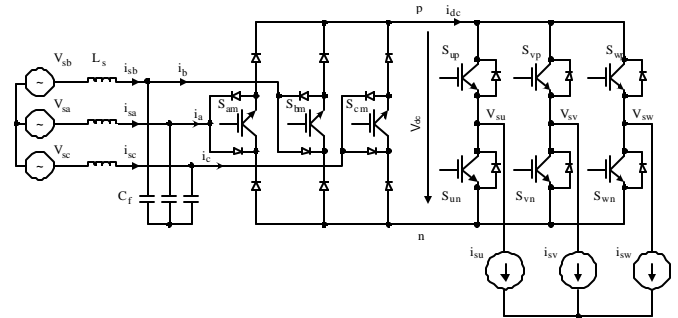 p
i_dc
V_sb
L_s
i_sb
i_b
S_up
S_vp
S_wp
V_sa
i_sa
i_a
S_am
S_bm
S_cm
V_dc
V_su
V_sv
V_sw
V_sc
i_sc
i_c
C_f
S_un
S_vn
S_wn
n
i_su
i_sv
i_sw
~
~
~